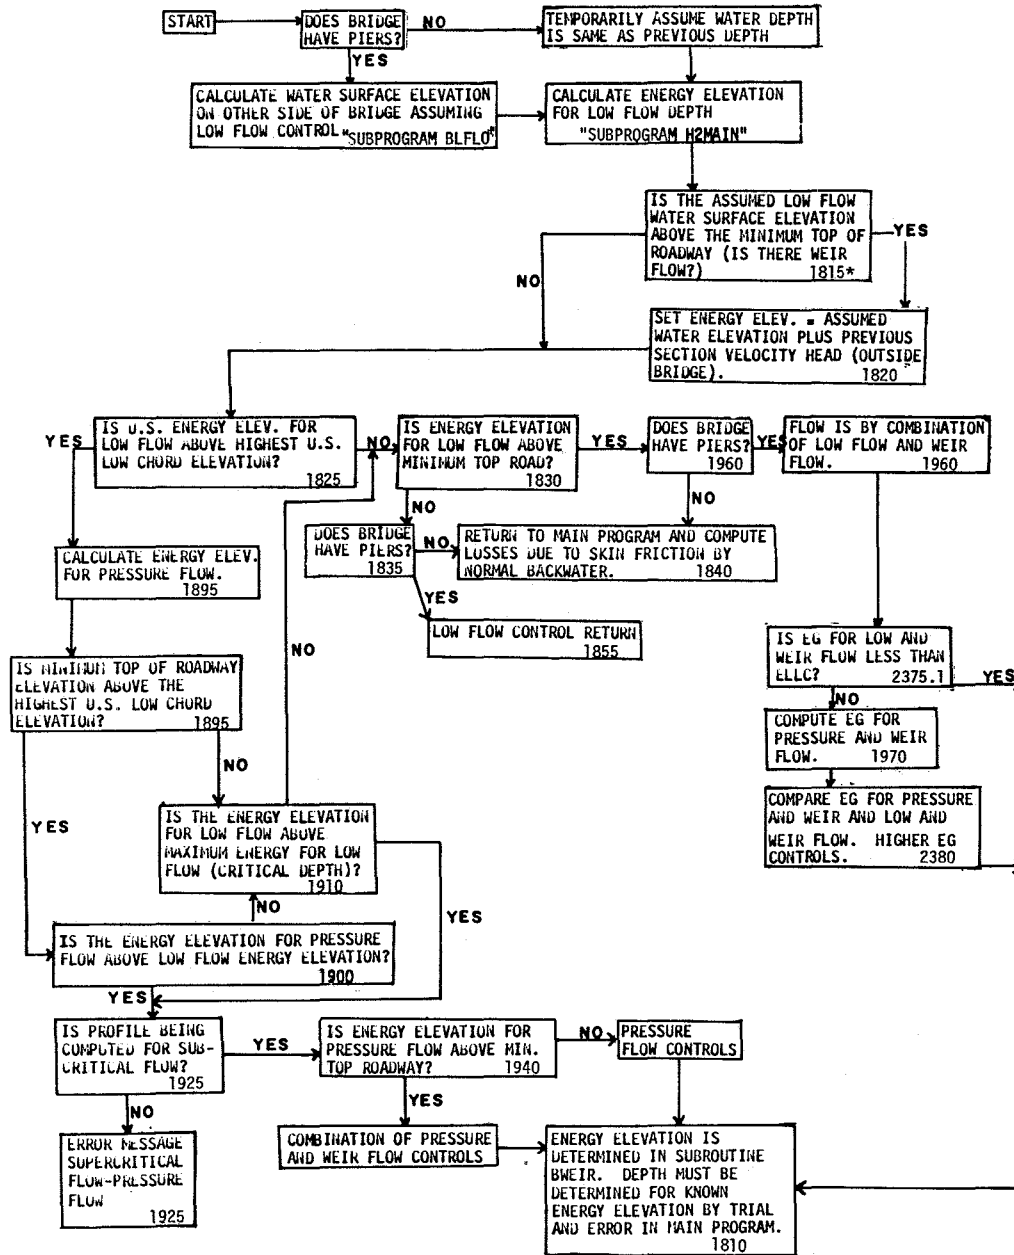 START
DOES BRIDGE
HAVE PIERS?
NO
TEMPORARILY ASSUME WATER DEPTH
IS SAME AS PREVIOUS DEPTH
YES
CALCULATE WATER SURFACE ELEVATION
ON OTHER SIDE OF BRIDGE ASSUMING
LOW FLOW CONTROL "SUBPROGRAM BLFLO"
CALCULATE ENERGY ELEVATION
FOR LOW FLOW DEPTH
"SUBPROGRAM H2MAIN"
IS THE ASSUMED LOW FLOW
WATER SURFACE ELEVATION
ABOVE THE MINIMUM TOP OF
ROADWAY (IS THERE WEIR
FLOW?) 1815*
YES
NO
SET ENERGY ELEV. = ASSUMED
WATER ELEVATION PLUS PREVIOUS
SECTION VELOCITY HEAD (OUTSIDE
BRIDGE). 1820
YES
IS U.S. ENERGY ELEV. FOR
LOW FLOW ABOVE HIGHEST U.S.
LOW CHORD ELEVATION?
1825
NO
IS ENERGY ELEVATION
FOR LOW FLOW ABOVE
MINIMUM TOP ROAD?
1830
YES
DOES BRIDGE
HAVE PIERS?
1960
YES
FLOW IS BY COMBINATION
OF LOW FLOW AND WEIR
FLOW. 1960
NO
NO
CALCULATE ENERGY ELEV.
FOR PRESSURE FLOW.
1895
DOES BRIDGE
HAVE PIERS?
1835
NO
RETURN TO MAIN PROGRAM AND COMPUTE
LOSSES DUE TO SKIN FRICTION BY
NORMAL BACKWATER. 1840
YES
LOW FLOW CONTROL RETURN
1855
NO
IS EG FOR LOW AND
WEIR FLOW LESS THAN
ELLC? 2375.1
YES
NO
IS MINIMUM TOP OF ROADWAY
ELEVATION ABOVE THE
HIGHEST U.S. LOW CHORD
ELEVATION? 1895
COMPUTE EG FOR
PRESSURE AND WEIR
FLOW. 1970
NO
YES
IS THE ENERGY ELEVATION
FOR LOW FLOW ABOVE
MAXIMUM ENERGY FOR LOW
FLOW (CRITICAL DEPTH)?
1910
COMPARE EG FOR PRESSURE
AND WEIR AND LOW AND
WEIR FLOW. HIGHER EG
CONTROLS. 2380
NO
YES
IS THE ENERGY ELEVATION FOR PRESSURE
FLOW ABOVE LOW FLOW ENERGY ELEVATION?
1900
YES
IS PROFILE BEING
COMPUTED FOR SUB-
CRITICAL FLOW?
1925
YES
IS ENERGY ELEVATION FOR
PRESSURE FLOW ABOVE MIN.
TOP ROADWAY? 1940
NO
PRESSURE
FLOW CONTROLS
NO
YES
ERROR MESSAGE
SUPERCRITICAL
FLOW-PRESSURE
FLOW
1925
COMBINATION OF PRESSURE
AND WEIR FLOW CONTROLS
ENERGY ELEVATION IS
DETERMINED IN SUBROUTINE
BWEIR. DEPTH MUST BE
DETERMINED FOR KNOWN
ENERGY ELEVATION BY TRIAL
AND ERROR IN MAIN PROGRAM.
1810